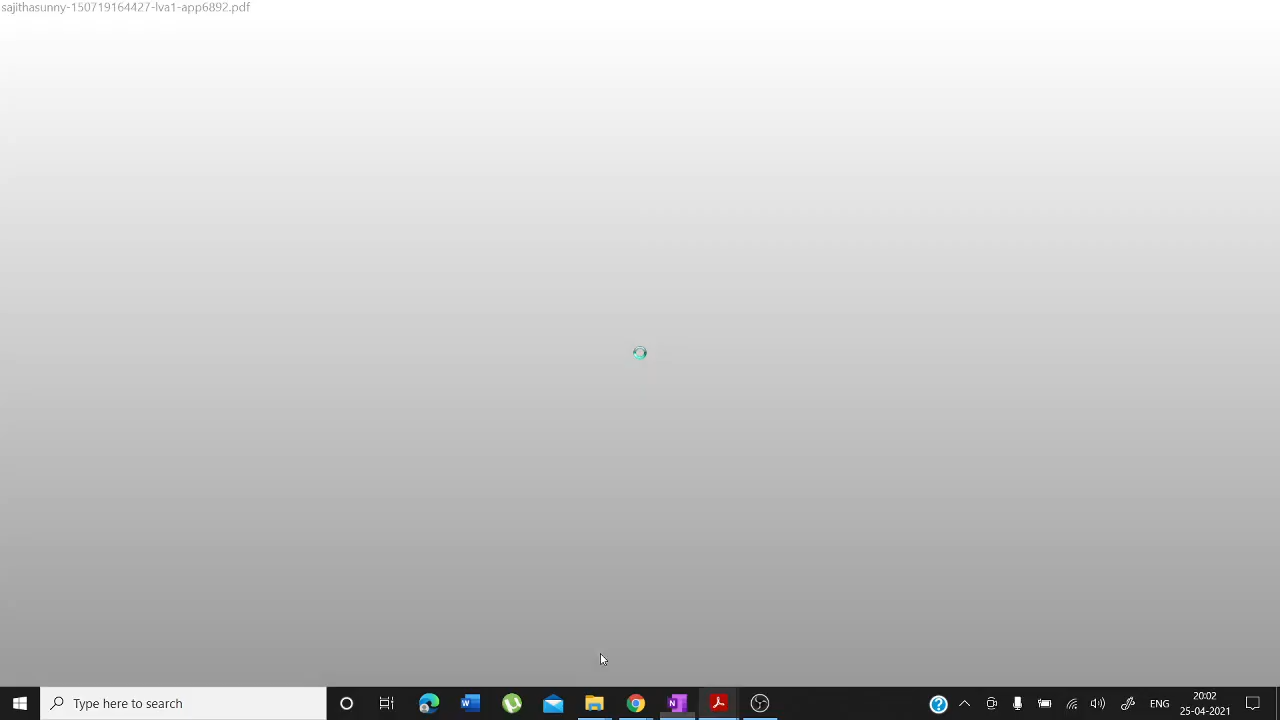 sajithasunny-150719164427-lva1-app6892.pdf
Type here to search
ENG
20:02
25-04-2021